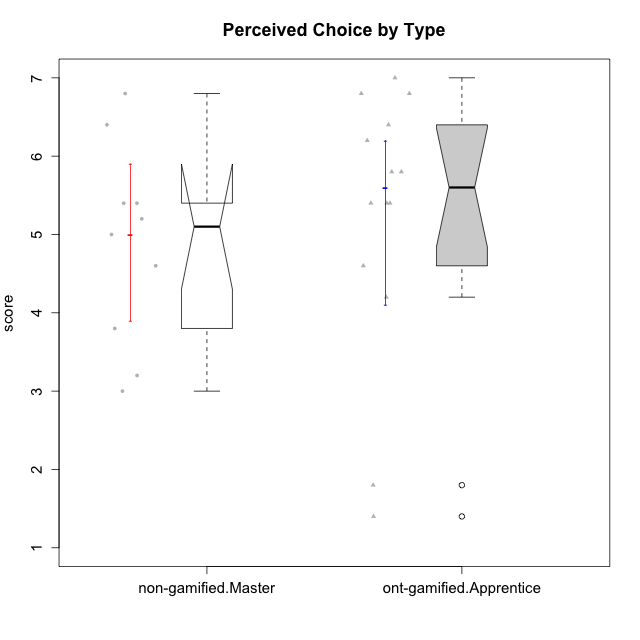 Perceived Choice by Type
7
6
5
4
3
2
1
score
non-gamified.Master
ont-gamified.Apprentice